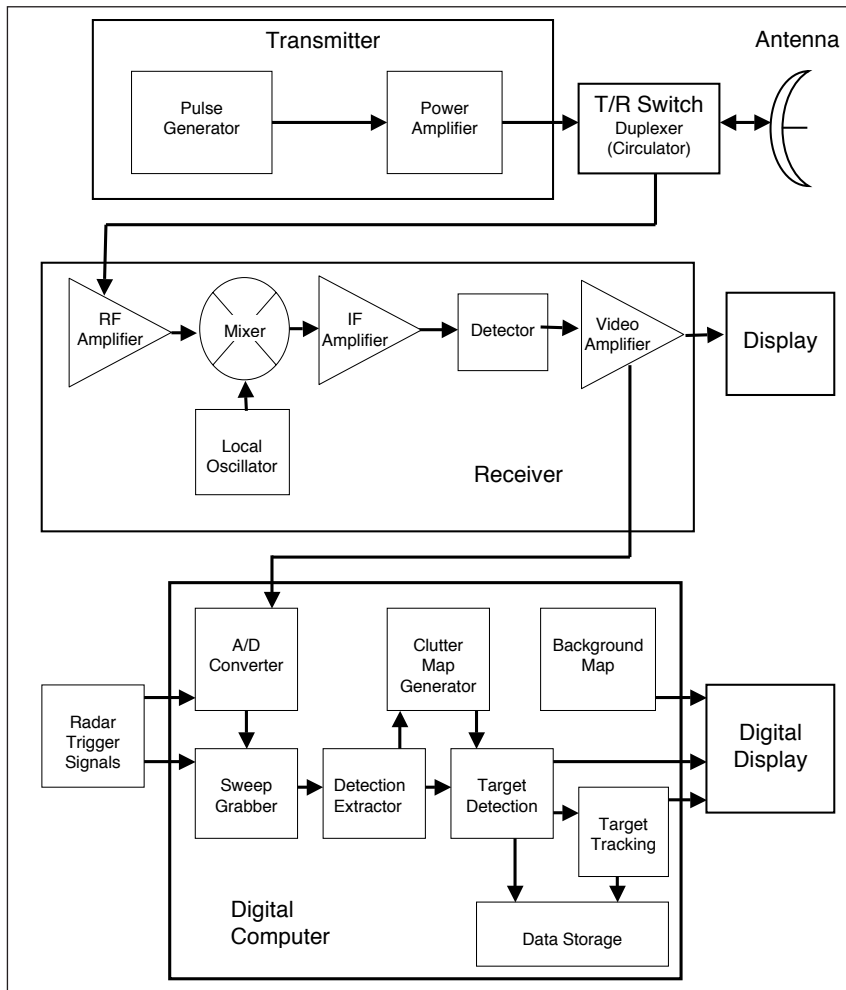 Transmitter
Antenna
Pulse
Generator
Power
Amplifier
T/R Switch
Duplexer
(Circulator)
RF
Amplifier
Mixer
IF
Amplifier
Detector
Video
Amplifier
Display
Local
Oscillator
Receiver
A/D
Converter
Clutter
Map
Generator
Background
Map
Radar
Trigger
Signals
Sweep
Grabber
Detection
Extractor
Target
Detection
Target
Tracking
Digital
Display
Digital
Computer
Data Storage